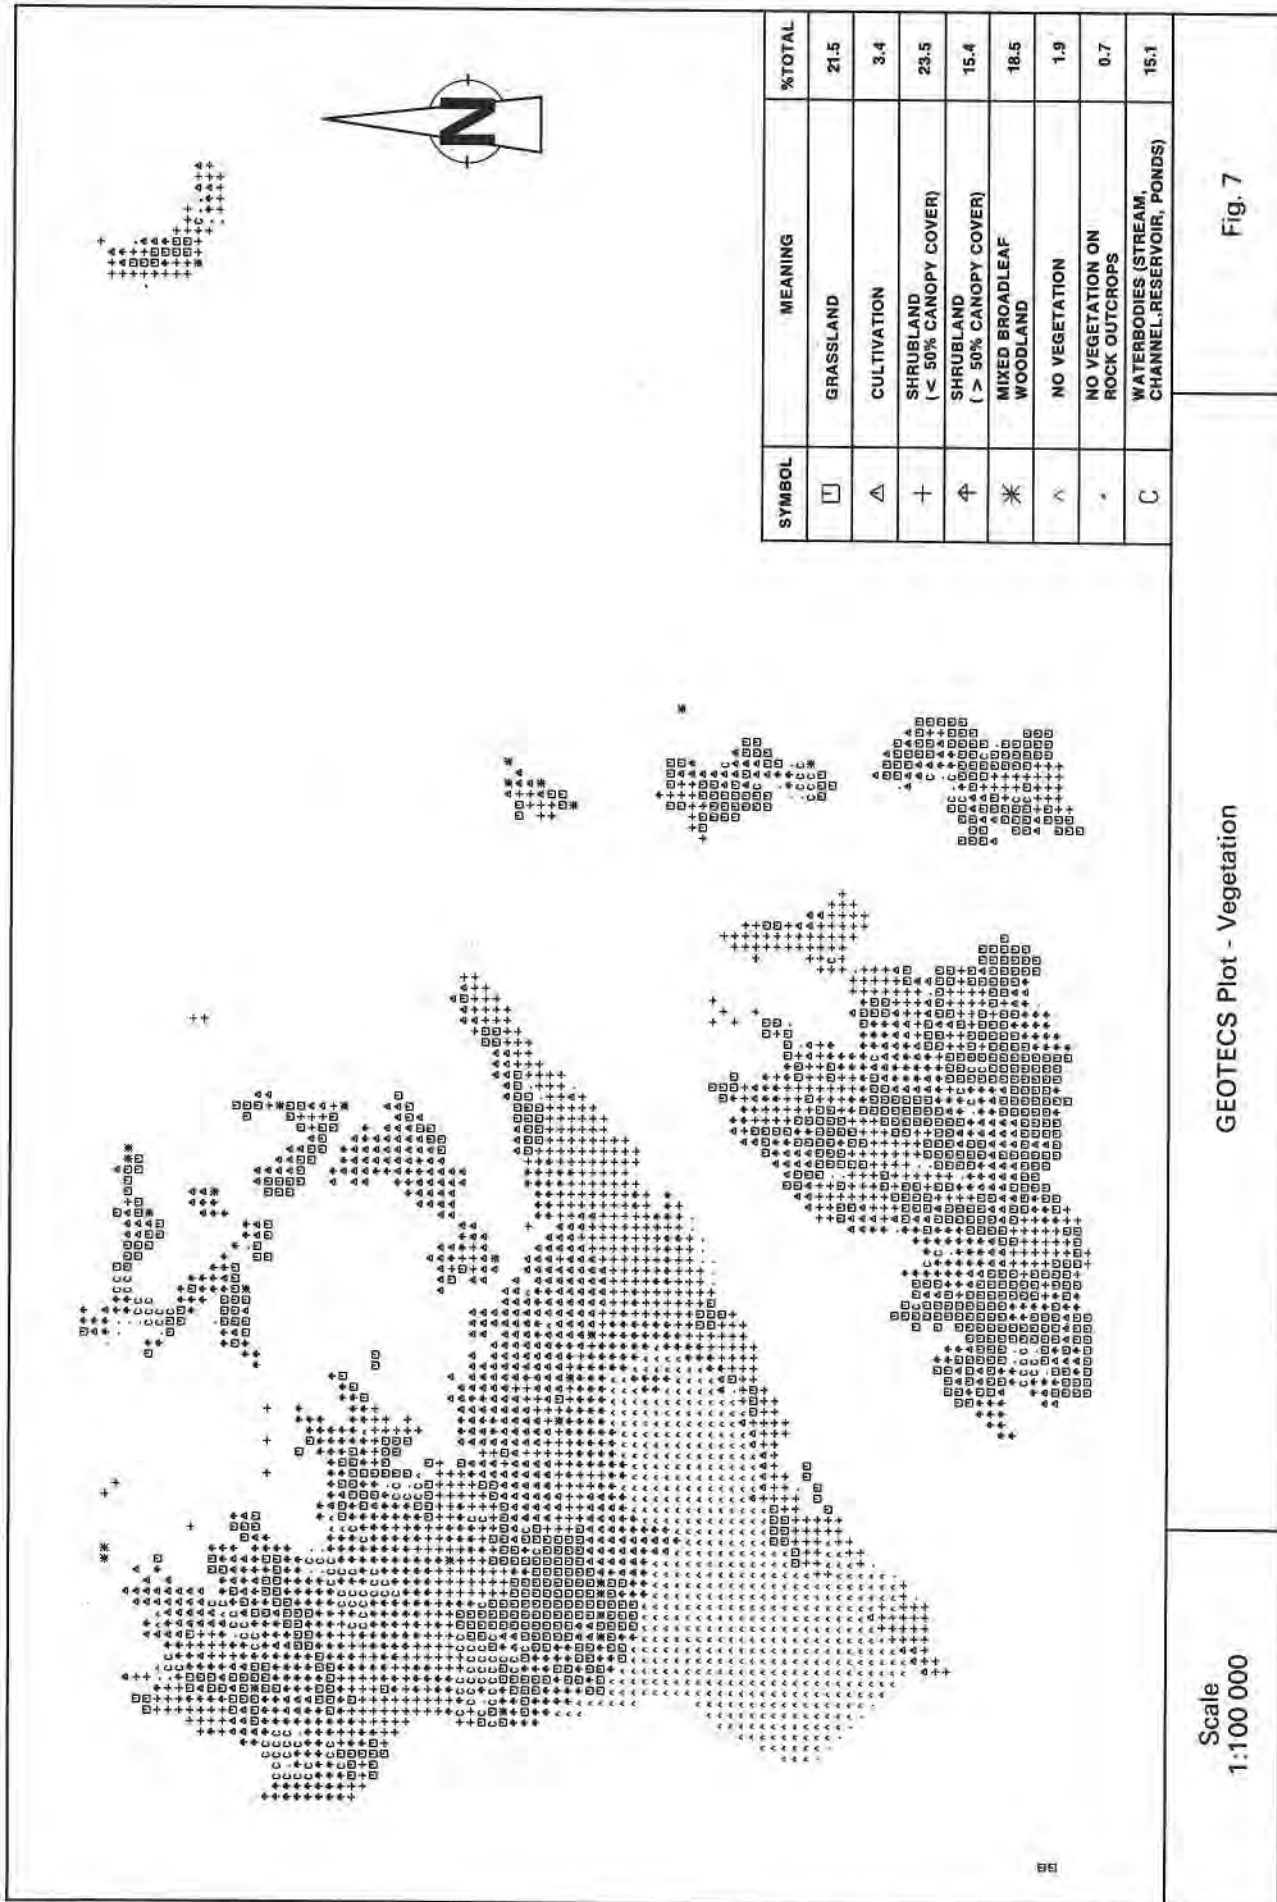 N
SYMBOL MEANING %TOTAL
GRASSLAND 21.5
CULTIVATION 3.4
SHRUBLAND
(< 50% CANOPY COVER) 23.5
SHRUBLAND
( > 50% CANOPY COVER) 15.4
MIXED BROADLEAF
WOODLAND 18.5
NO VEGETATION 1.9
NO VEGETATION ON
ROCK OUTCROPS 0.7
C WATERBODIES (STREAM,
CHANNEL,RESERVOIR, PONDS) 15.1
Scale
1:100 000
GEOTECS Plot - Vegetation
Fig. 7